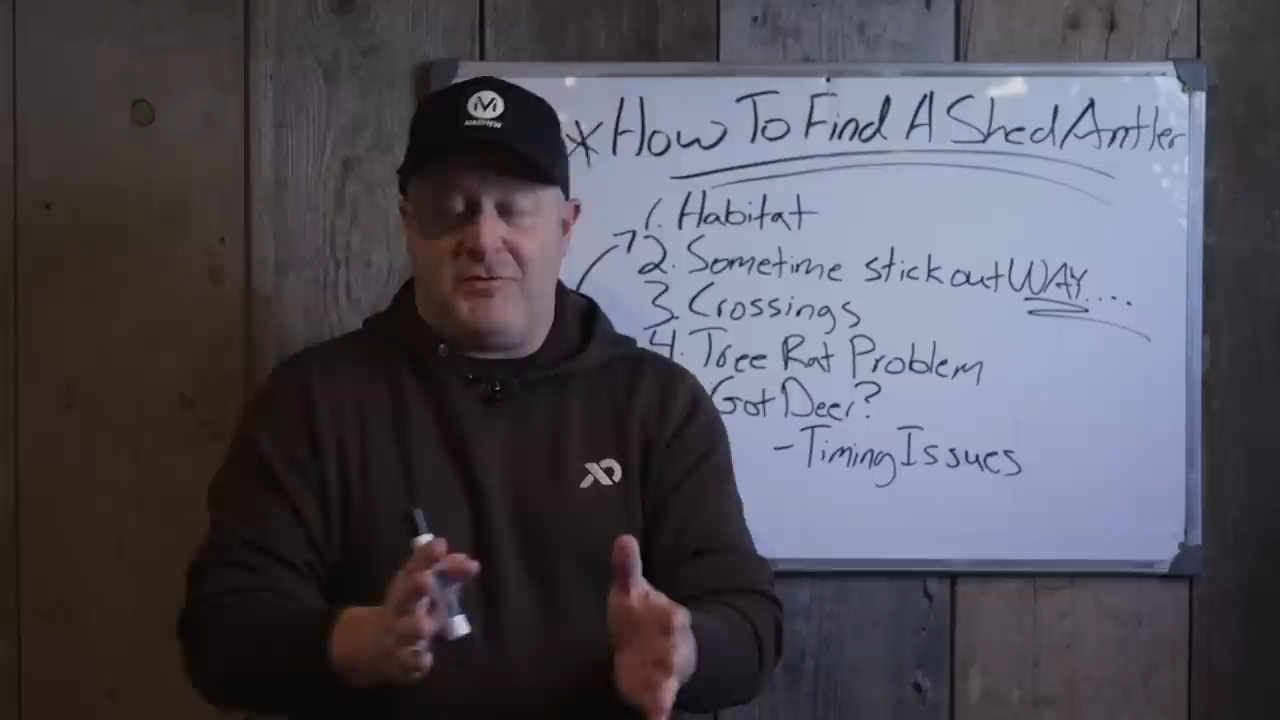 * How To Find A Shed Antler
1. Habitat
2. Sometime stick out WAY....
3. Crossings
4. Tree Rat Problem
Got Deer?
- Timing Issues